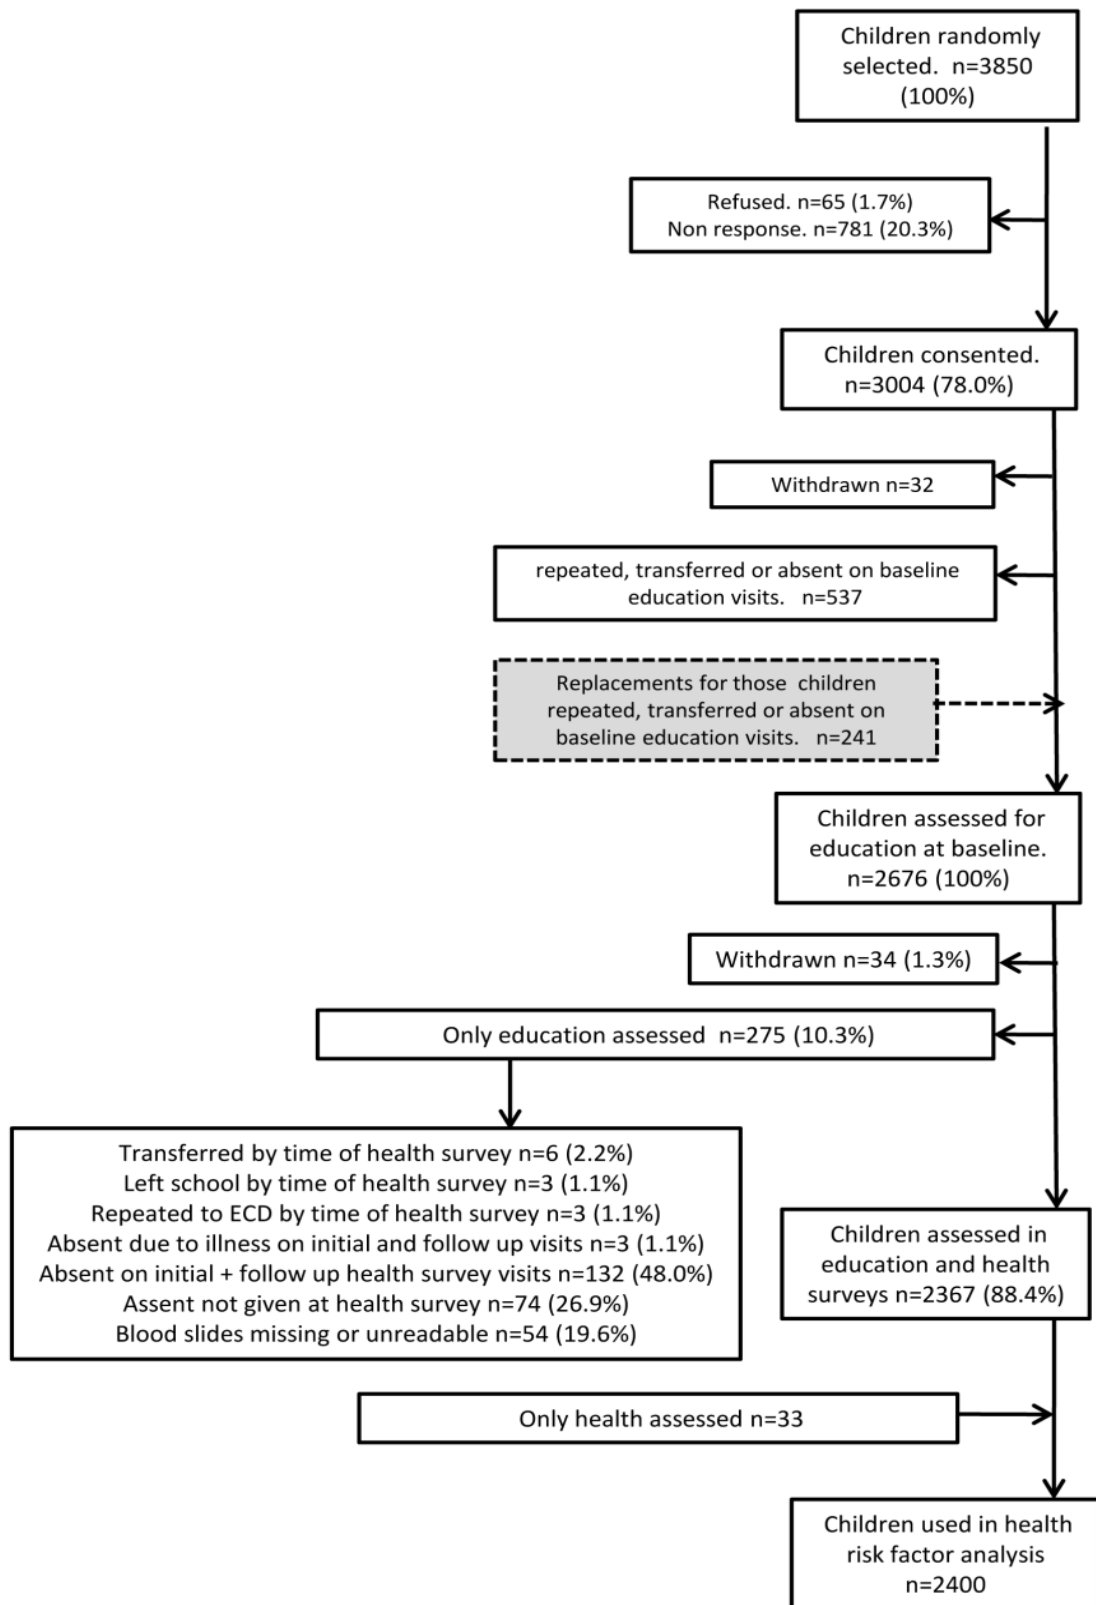 Children randomly
selected.  n=3850
(100%)
Refused. n=65 (1.7%)
Non response. n=781 (20.3%)
Children consented.
n=3004 (78.0%)
Withdrawn n=32
repeated, transferred or absent on baseline
education visits.   n=537
Replacements for those  children
repeated, transferred or absent on
baseline education visits.   n=241
Children assessed for
education at baseline.
n=2676 (100%)
Withdrawn n=34 (1.3%)
Only education assessed  n=275 (10.3%)
Transferred by time of health survey n=6 (2.2%)
Left school by time of health survey n=3 (1.1%)
Repeated to ECD by time of health survey n=3 (1.1%)
Absent due to illness on initial and follow up visits n=3 (1.1%)
Absent on initial + follow up health survey visits n=132 (48.0%)
Assent not given at health survey n=74 (26.9%)
Blood slides missing or unreadable n=54 (19.6%)
Children assessed in
education and health
surveys n=2367 (88.4%)
Only health assessed n=33
Children used in health
risk factor analysis
n=2400